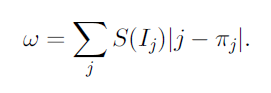 ω = ∑_j S(I_j)|j − π_j|.